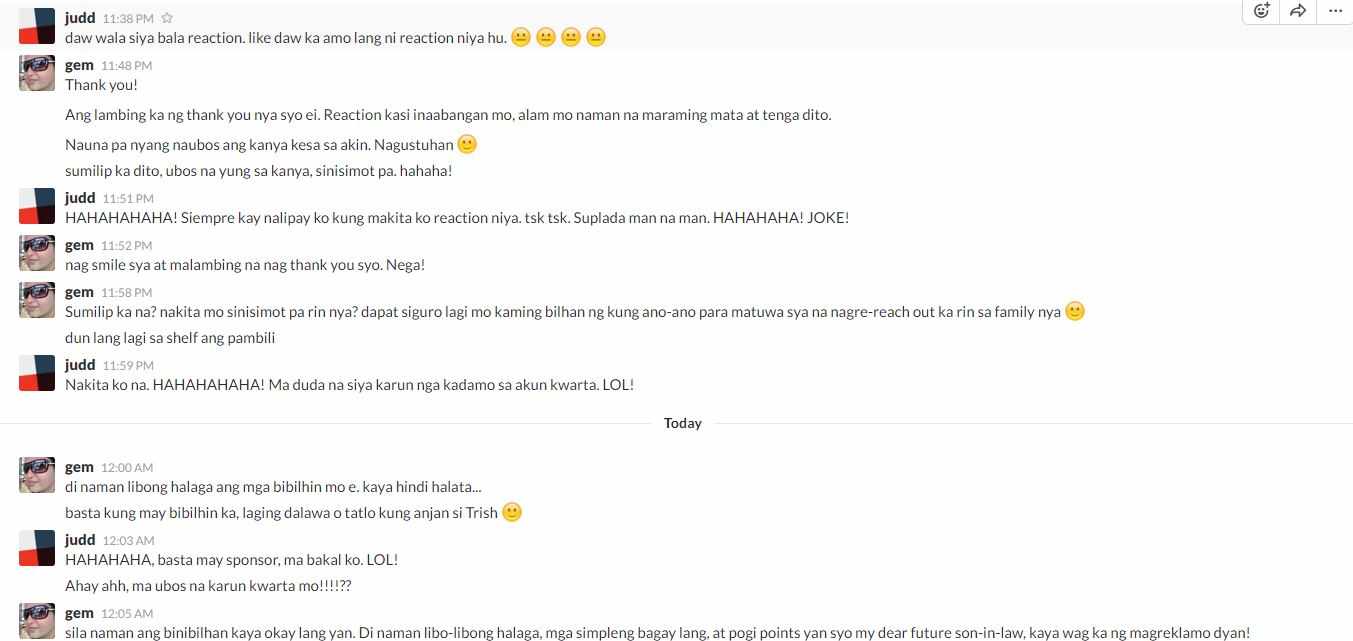 judd 11:38 PM
daw wala siya bala reaction. like daw ka amo lang ni reaction niya hu. 😐 😐 😐 😐
gem 11:48 PM
Thank you!
Ang lambing ka ng thank you nya syo ei. Reaction kasi inaabangan mo, alam mo naman na maraming mata at tenga dito.
Nauna pa nyang naubos ang kanya kesa sa akin. Nagustuhan 🙂
sumilip ka dito, ubos na yung sa kanya, sinisimot pa. hahaha!
judd 11:51 PM
HAHAHAHAHA! Siempre kay nalipay ko kung makita ko reaction niya. tsk tsk. Suplada man na man. HAHAHAHA! JOKE!
gem 11:52 PM
nag smile sya at malambing na nag thank you syo. Nega!
gem 11:58 PM
Sumilip ka na? nakita mo sinisimot pa rin nya? dapat siguro lagi mo kaming bilhan ng kung ano-ano para matuwa sya na nagre-reach out ka rin sa family nya 🙂
dun lang lagi sa shelf ang pambili
judd 11:59 PM
Nakita ko na. HAHAHAHAHA! Ma duda na siya karun nga kadamo sa akun kwarta. LOL!
Today
gem 12:00 AM
di naman libong halaga ang mga bibilhin mo e. kaya hindi halata...
basta kung may bibilhin ka, laging dalawa o tatlo kung anjan si Trish 🙂
judd 12:03 AM
HAHAHAHA, basta may sponsor, ma bakal ko. LOL!
Ahay ahh, ma ubos na karun kwarta mo!!!!??
gem 12:05 AM
sila naman ang binibilhan kaya okay lang yan. Di naman libo-libong halaga, mga simpleng bagay lang, at pogi points yan syo my dear future son-in-law, kaya wag ka ng magreklamo dyan!